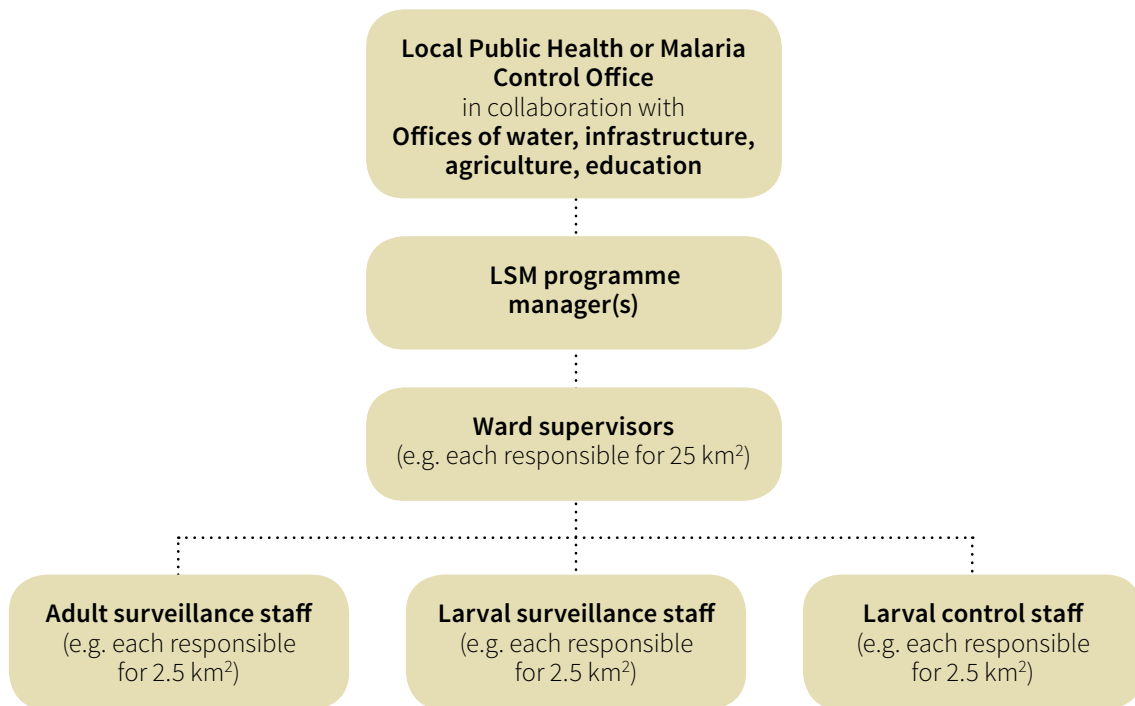 Local Public Health or Malaria
Control Office
in collaboration with
Offices of water, infrastructure,
agriculture, education
LSM programme
manager(s)
Ward supervisors
(e.g. each responsible for 25 km²)
Adult surveillance staff
(e.g. each responsible
for 2.5 km²)
Larval surveillance staff
(e.g. each responsible
for 2.5 km²)
Larval control staff
(e.g. each responsible
for 2.5 km²)